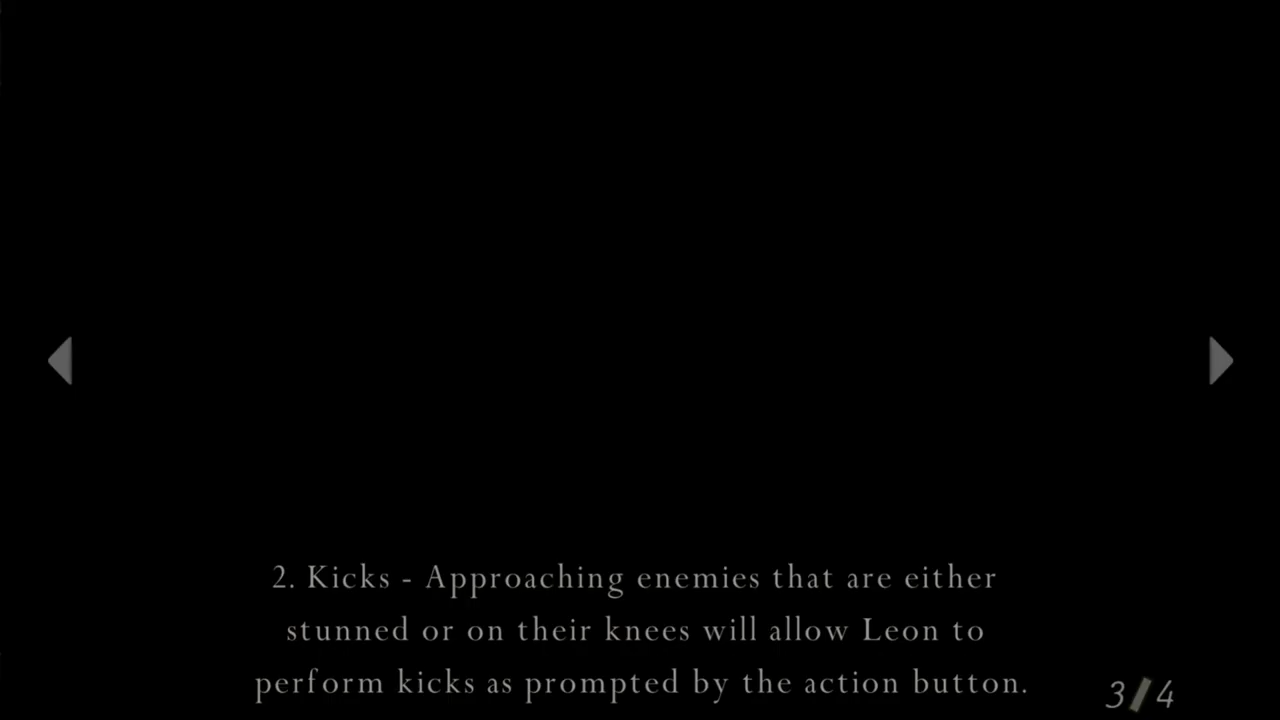 2. Kicks - Approaching enemies that are either
stunned or on their knees will allow Leon to
perform kicks as prompted by the action button.
3/4